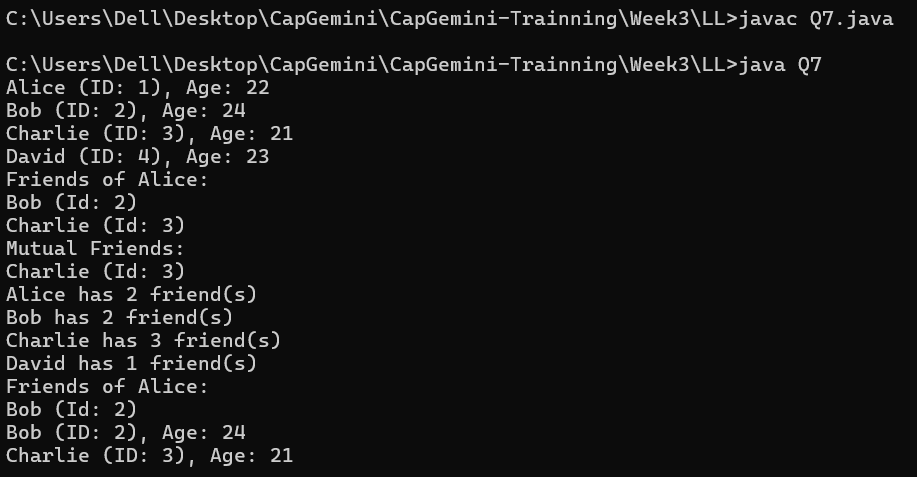 C:\Users\Dell\Desktop\CapGemini\CapGemini-Trainning\Week3\LL>javac Q7.java
C:\Users\Dell\Desktop\CapGemini\CapGemini-Trainning\Week3\LL>java Q7
Alice (ID: 1), Age: 22
Bob (ID: 2), Age: 24
Charlie (ID: 3), Age: 21
David (ID: 4), Age: 23
Friends of Alice:
Bob (Id: 2)
Charlie (Id: 3)
Mutual Friends:
Charlie (Id: 3)
Alice has 2 friend(s)
Bob has 2 friend(s)
Charlie has 3 friend(s)
David has 1 friend(s)
Friends of Alice:
Bob (Id: 2)
Bob (ID: 2), Age: 24
Charlie (ID: 3), Age: 21